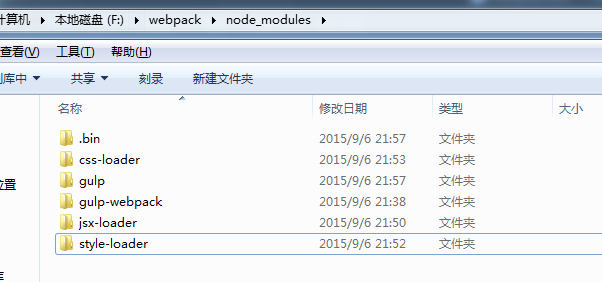 计算机 ▸ 本地磁盘 (F:) ▸ webpack ▸ node_modules ▸
查看(V) 工具(T) 帮助(H)
库中 ▼ 共享 ▼ 刻录 新建文件夹
名称 修改日期 类型 大小
.bin 2015/9/6 21:57 文件夹
css-loader 2015/9/6 21:53 文件夹
gulp 2015/9/6 21:57 文件夹
gulp-webpack 2015/9/6 21:38 文件夹
jsx-loader 2015/9/6 21:50 文件夹
style-loader 2015/9/6 21:52 文件夹
位置
库